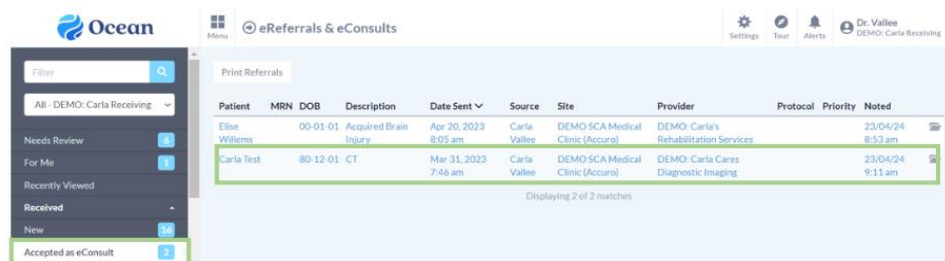 Ocean
Menu
eReferrals & eConsults
Settings
Tour
Alerts
Dr. Vallee
DEMO: Carla Receiving
Filter
All - DEMO: Carla Receiving
Needs Review 6
For Me 1
Recently Viewed
Received
New 16
Accepted as eConsult 2
Print Referrals
Patient MRN DOB Description Date Sent Source Site Provider Protocol Priority Noted
Elise 00-01-01 Acquired Brain Apr 20, 2023 Carla DEMO SCA Medical DEMO: Carla's 23/04/24
Willems Injury 8:05 am Vallee Clinic (Accuro) Rehabilitation Services 8:53 am
Carla Test 80-12-01 CT Mar 31, 2023 Carla DEMO SCA Medical DEMO: Carla Cares 23/04/24
7:46 am Vallee Clinic (Accuro) Diagnostic Imaging 9:11 am
Displaying 2 of 2 matches